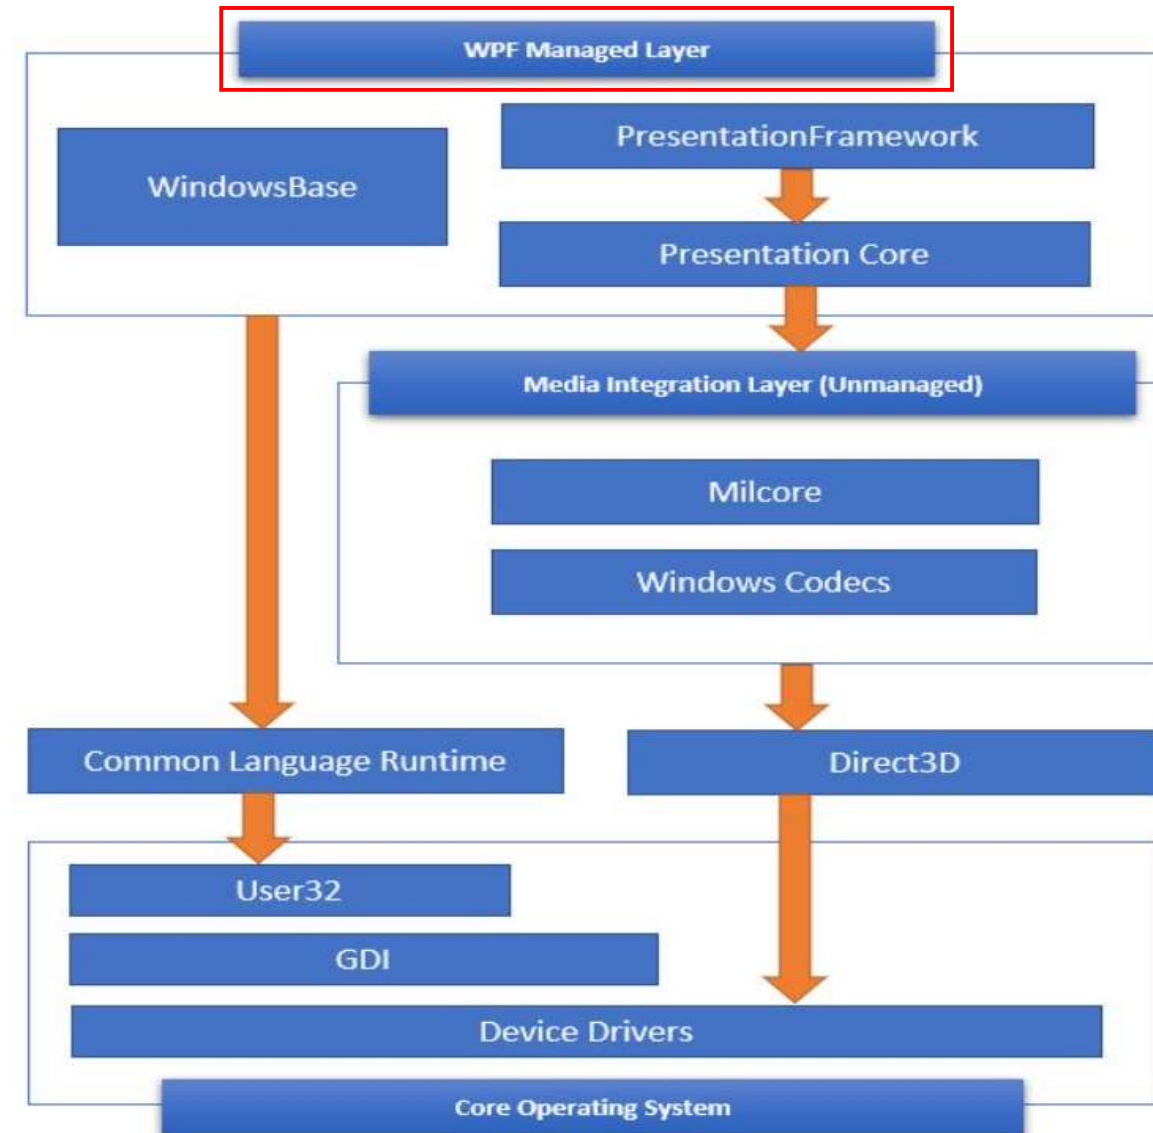 WPF Managed Layer
WindowsBase
PresentationFramework
Presentation Core
Media Integration Layer (Unmanaged)
Milcore
Windows Codecs
Common Language Runtime
Direct3D
User32
GDI
Device Drivers
Core Operating System